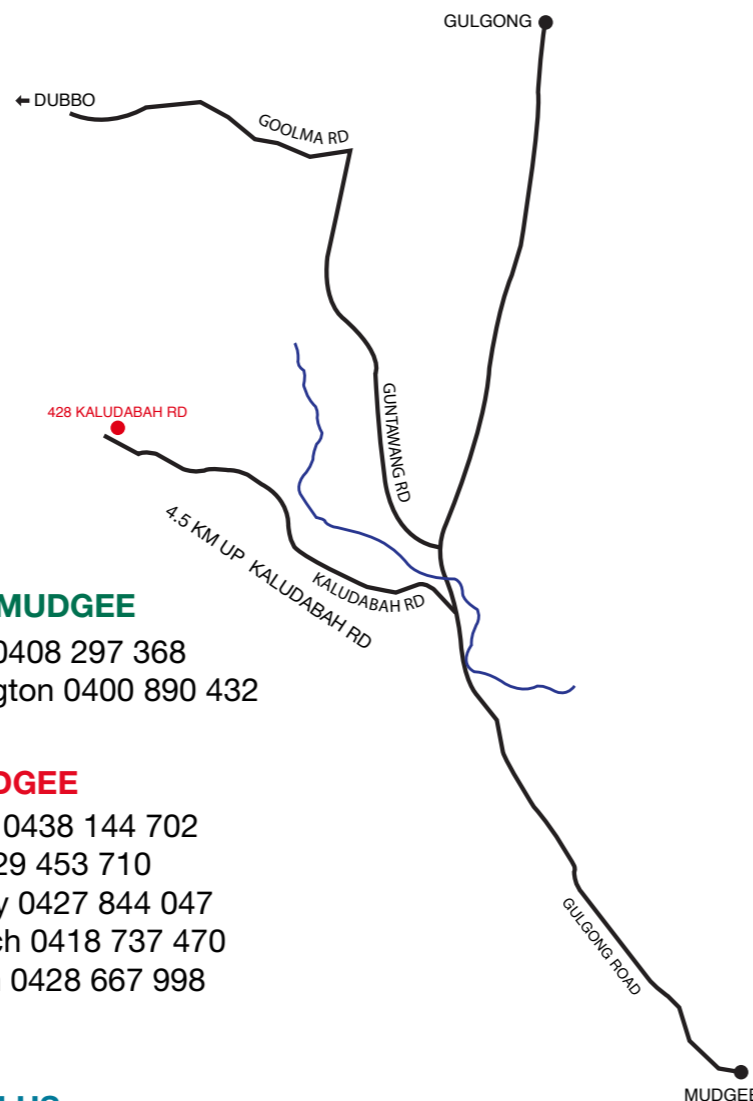 GULGONG
← DUBBO
GOOLMA RD
428 KALUDABAH RD
GUNTAWANG RD
4.5 KM UP KALUDABAH RD
KALUDABAH RD
MUDGEE
0408 297 368
gton 0400 890 432
DGEE
0438 144 702
29 453 710
y 0427 844 047
ch 0418 737 470
0428 667 998
GULGONG ROAD
MUDGEE